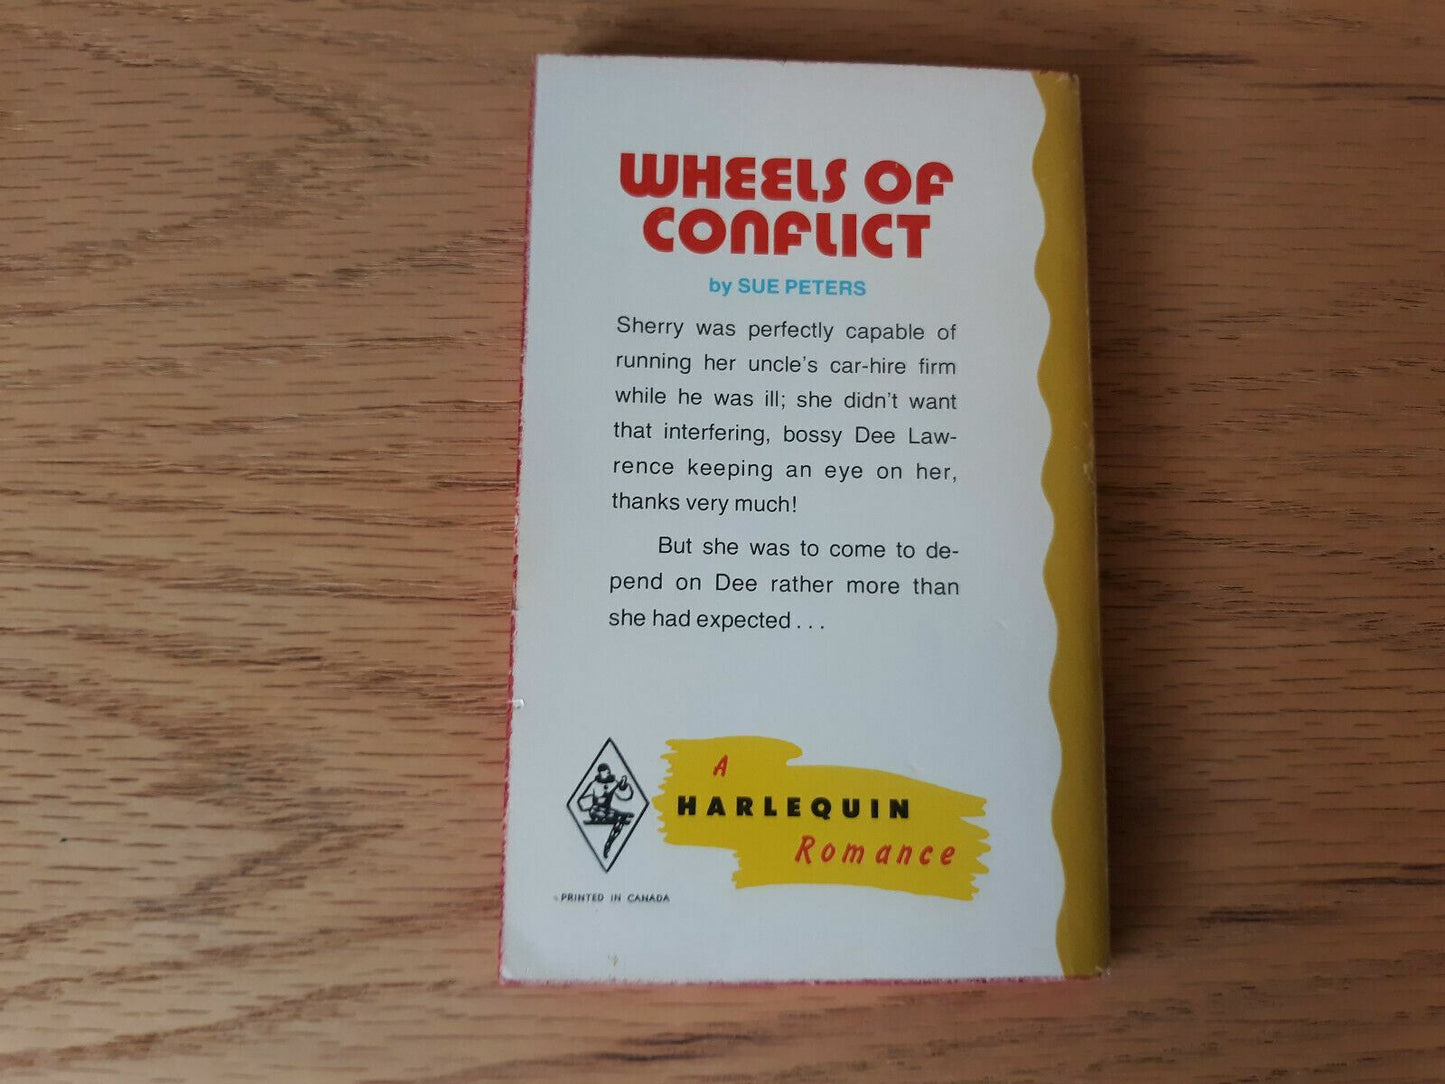 WHEELS OF
CONFLICT
by SUE PETERS
Sherry was perfectly capable of
running her uncle's car-hire firm
while he was ill; she didn't want
that interfering, bossy Dee Law-
rence keeping an eye on her,
thanks very much!
But she was to come to de-
pend on Dee rather more than
she had expected . . .
A
HARLEQUIN
Romance
PRINTED IN CANADA